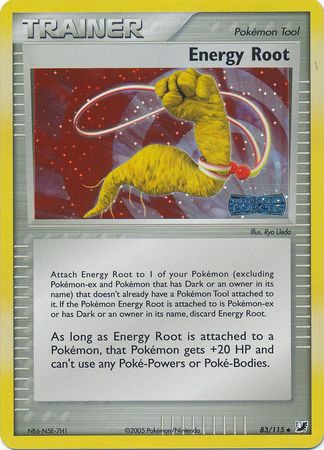 TRAINER
Pokémon Tool
Energy Root
Illus. Ryo Ueda
Attach Energy Root to 1 of your Pokémon (excluding
Pokémon-ex and Pokémon that has Dark or an owner in its
name) that doesn't already have a Pokémon Tool attached to
it. If the Pokémon Energy Root is attached to is Pokémon-ex
or has Dark or an owner in its name, discard Energy Root.
As long as Energy Root is attached to a
Pokémon, that Pokémon gets +20 HP and
can't use any Poké-Powers or Poké-Bodies.
NE6-N5E-7H1
©2005 Pokémon/Nintendo
83/115